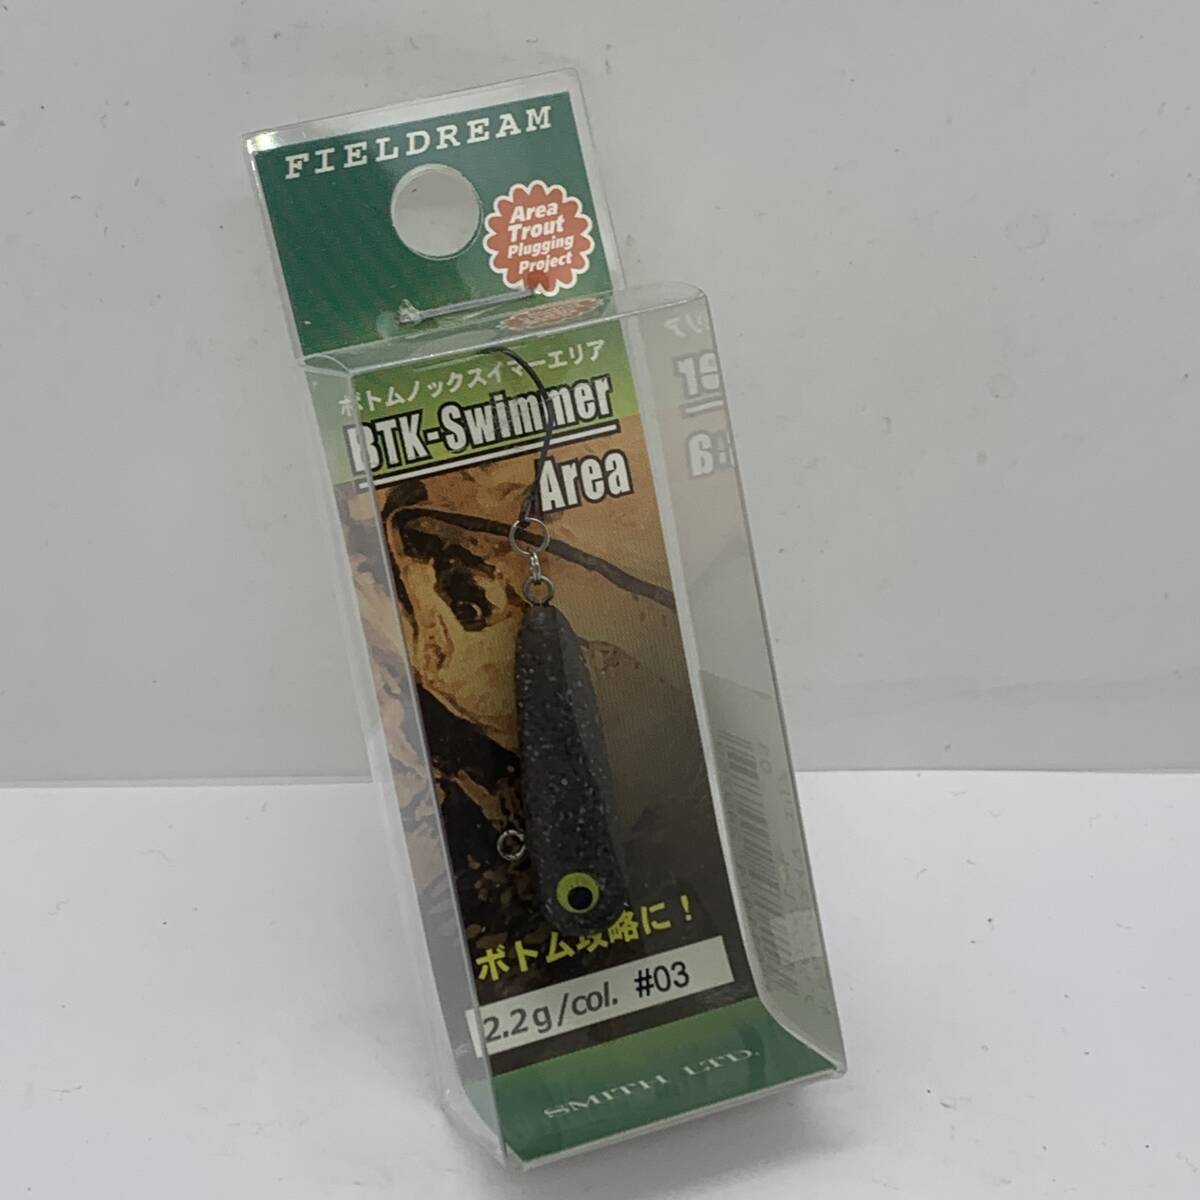 FIELDREAM
Area
Trout
Plugging
Project
ボトムノックスイマーエリア
BTK-Swimmer
Area
ボトム攻略に!
2.2g/col. #03
SMITH LTD.